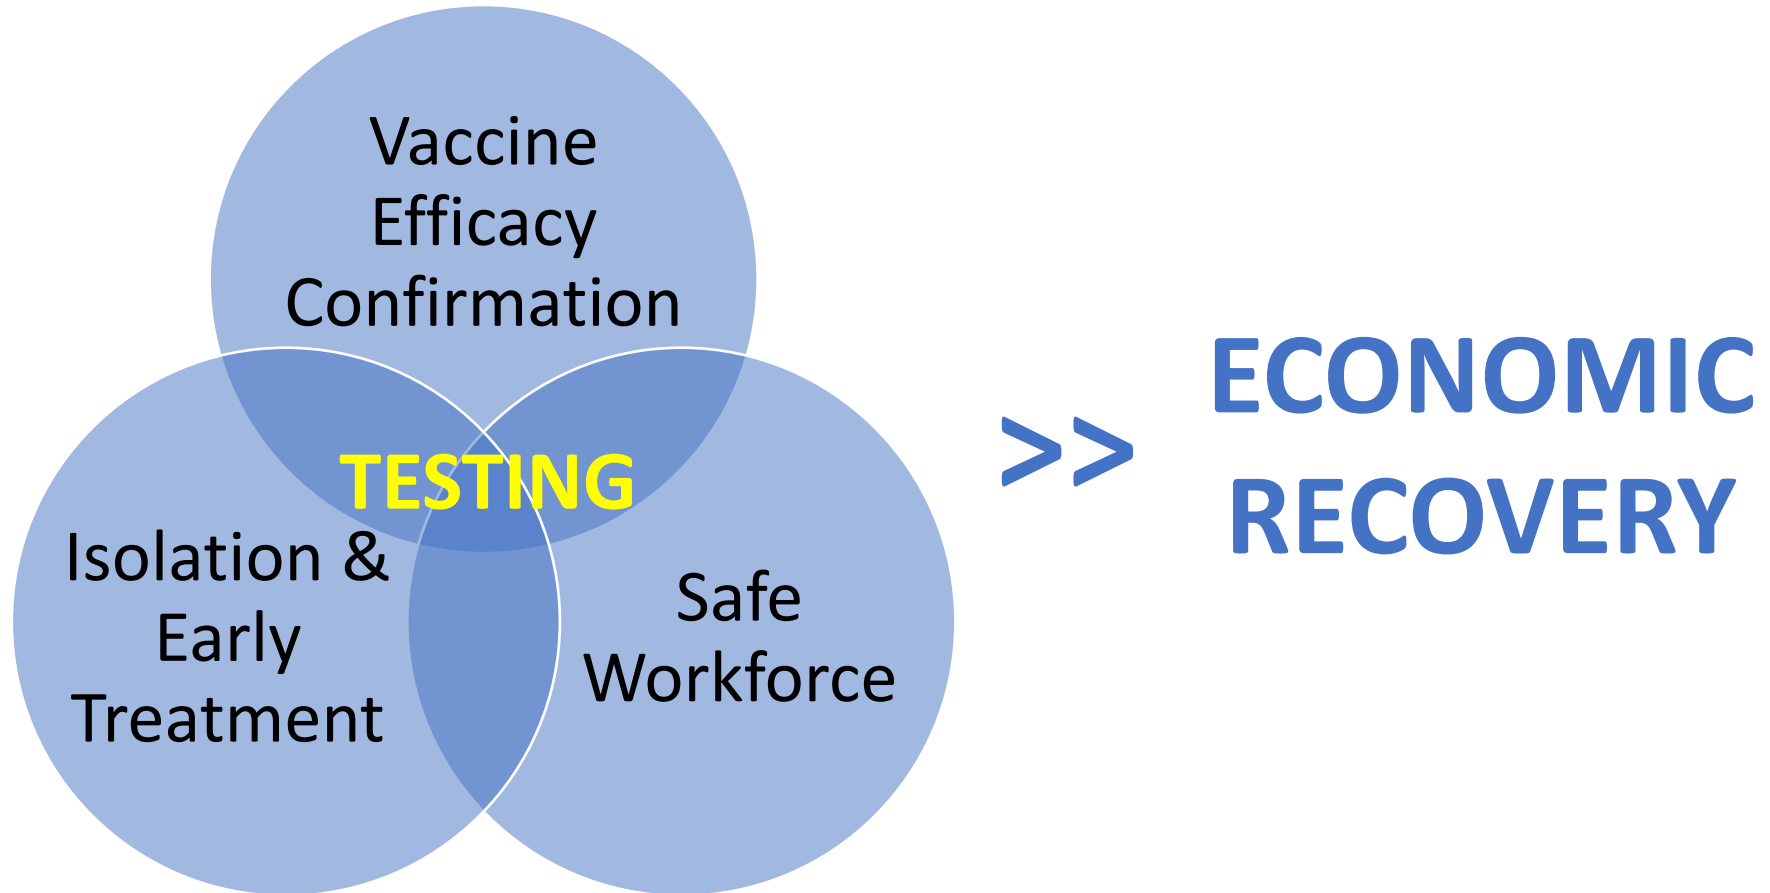 Vaccine
Efficacy
Confirmation
TESTING
Isolation &
Early
Treatment
Safe
Workforce
>>
ECONOMIC
RECOVERY